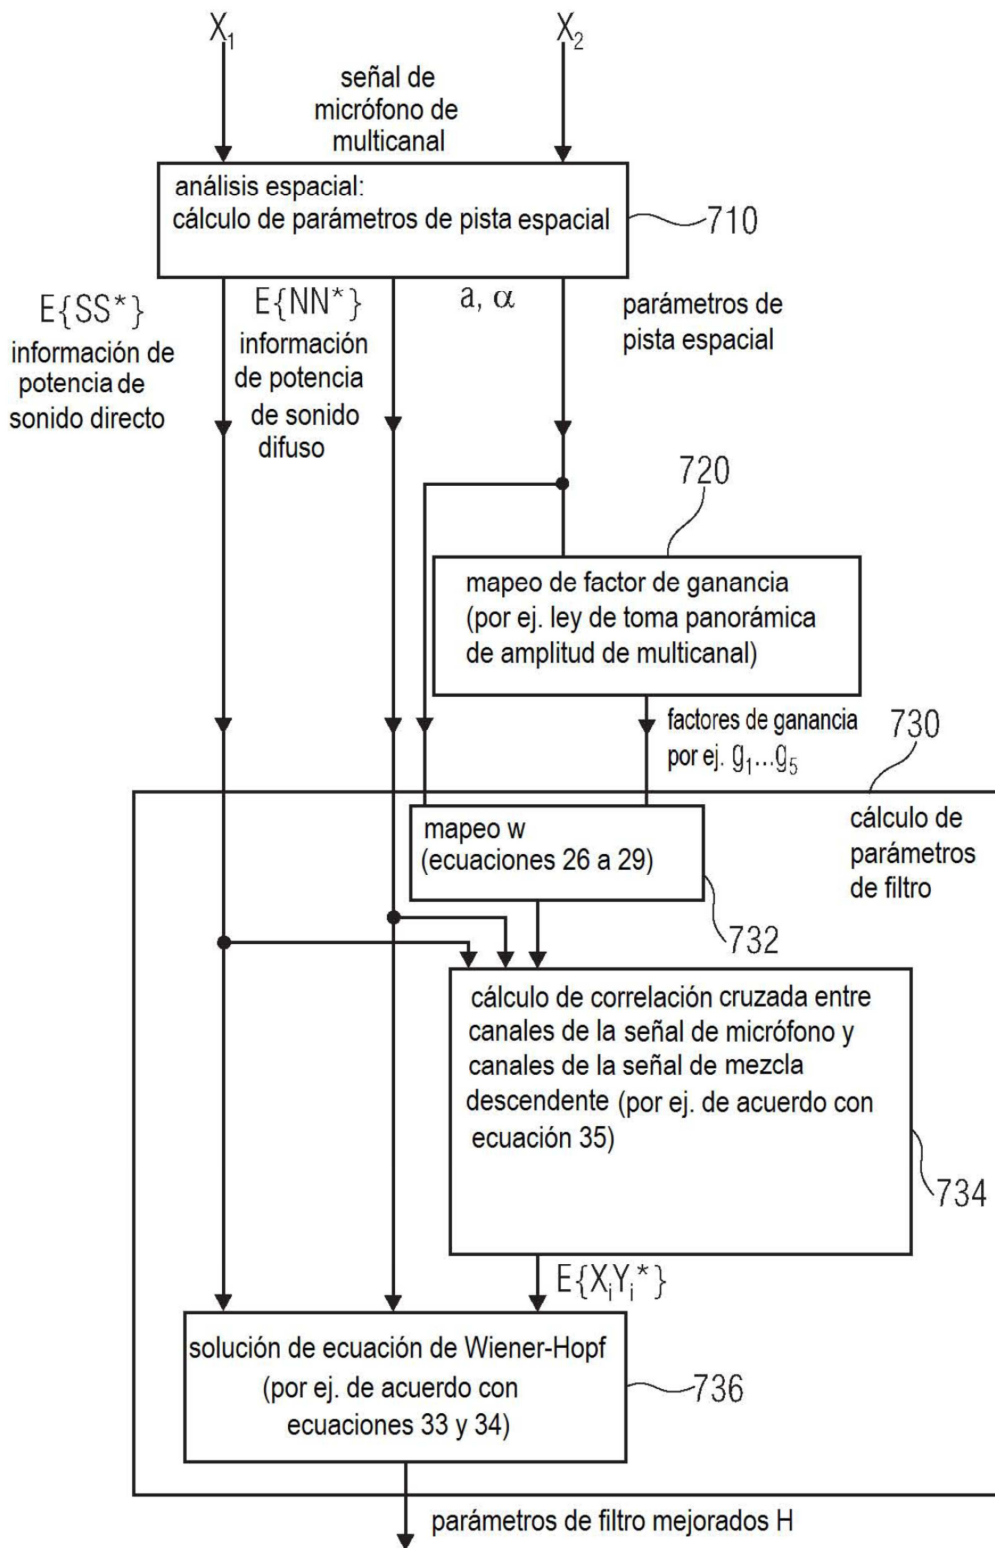 X₁
X₂
señal de
micrófono de
multicanal
análisis espacial:
cálculo de parámetros de pista espacial
710
E{SS*}
información de
potencia de
sonido directo
E{NN*}
información
de potencia
de sonido
difuso
a, α
parámetros de
pista espacial
720
mapeo de factor de ganancia
(por ej. ley de toma panorámica
de amplitud de multicanal)
factores de ganancia
por ej. g₁...g₅
730
cálculo de
parámetros
de filtro
mapeo w
(ecuaciones 26 a 29)
732
cálculo de correlación cruzada entre
canales de la señal de micrófono y
canales de la señal de mezcla
descendente (por ej. de acuerdo con
ecuación 35)
734
E{XᵢYᵢ*}
solución de ecuación de Wiener-Hopf
(por ej. de acuerdo con
ecuaciones 33 y 34)
736
parámetros de filtro mejorados H